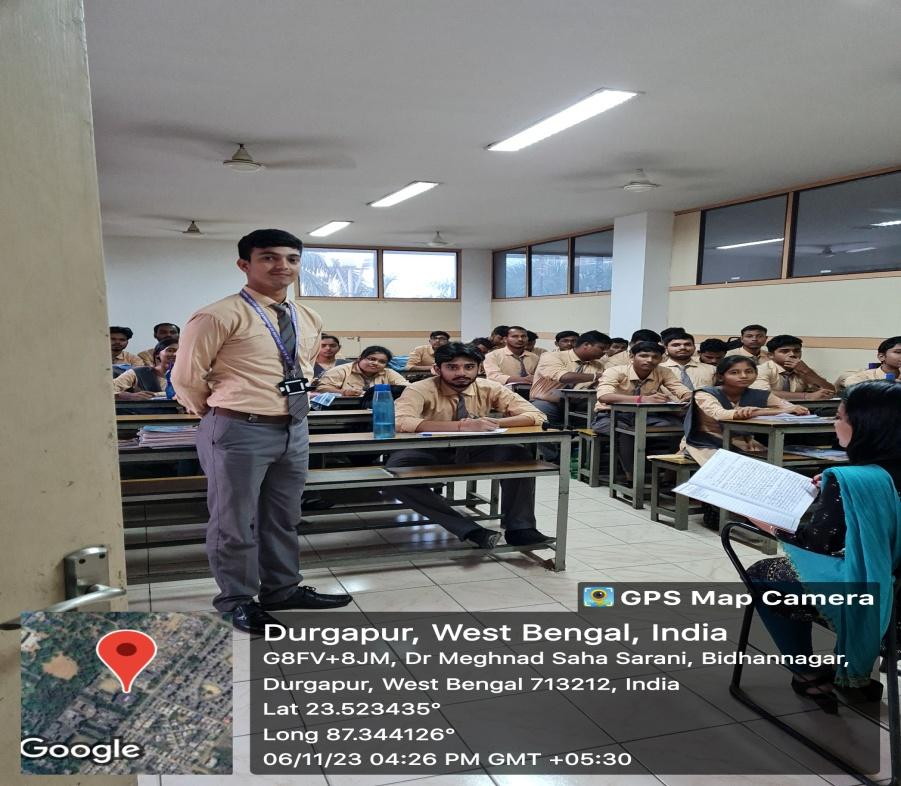 GPS Map Camera
Durgapur, West Bengal, India
G8FV+8JM, Dr Meghnad Saha Sarani, Bidhannagar,
Durgapur, West Bengal 713212, India
Lat 23.523435°
Long 87.344126°
06/11/23 04:26 PM GMT +05:30
Google